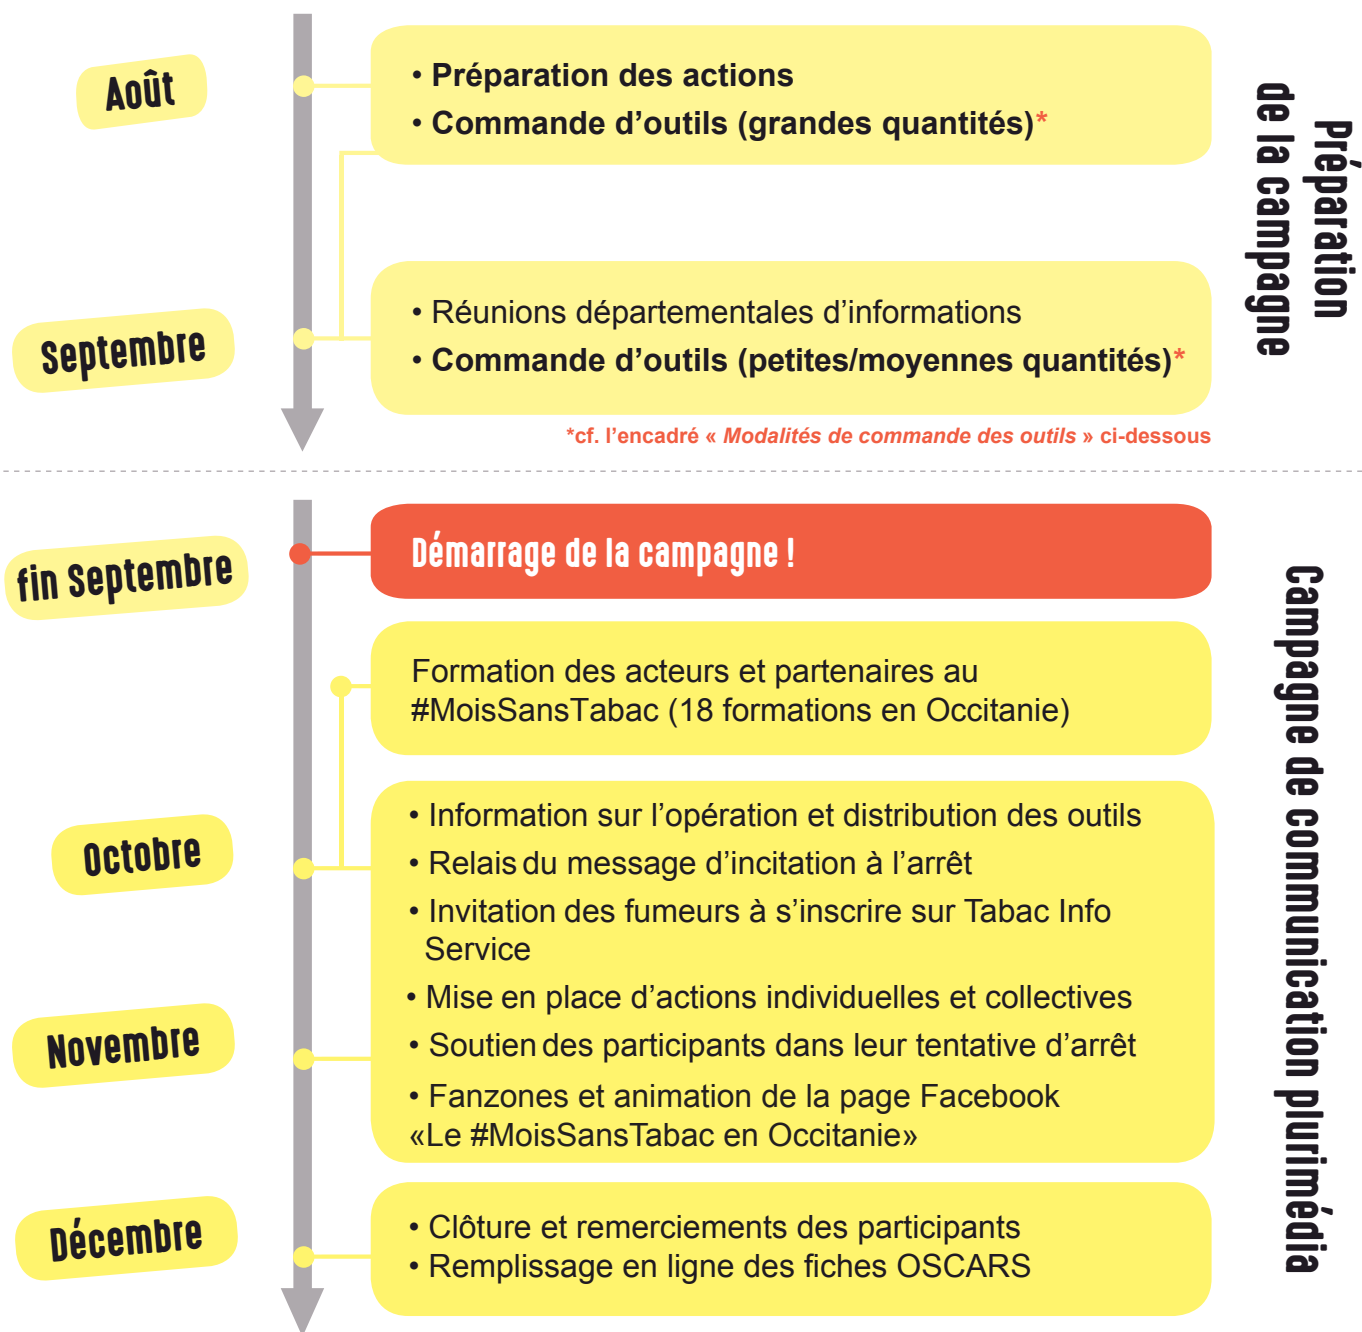 Août
• Préparation des actions
• Commande d’outils (grandes quantités)*
Préparation
de la campagne
Septembre
• Réunions départementales d’informations
• Commande d’outils (petites/moyennes quantités)*
*cf. l’encadré « Modalités de commande des outils » ci-dessous
fin Septembre
Démarrage de la campagne !
Campagne de communication plurimédia
Formation des acteurs et partenaires au
#MoisSansTabac (18 formations en Occitanie)
Octobre
• Information sur l’opération et distribution des outils
• Relais du message d’incitation à l’arrêt
• Invitation des fumeurs à s’inscrire sur Tabac Info
Service
Novembre
• Mise en place d’actions individuelles et collectives
• Soutien des participants dans leur tentative d’arrêt
• Fanzones et animation de la page Facebook
«Le #MoisSansTabac en Occitanie»
Décembre
• Clôture et remerciements des participants
• Remplissage en ligne des fiches OSCARS